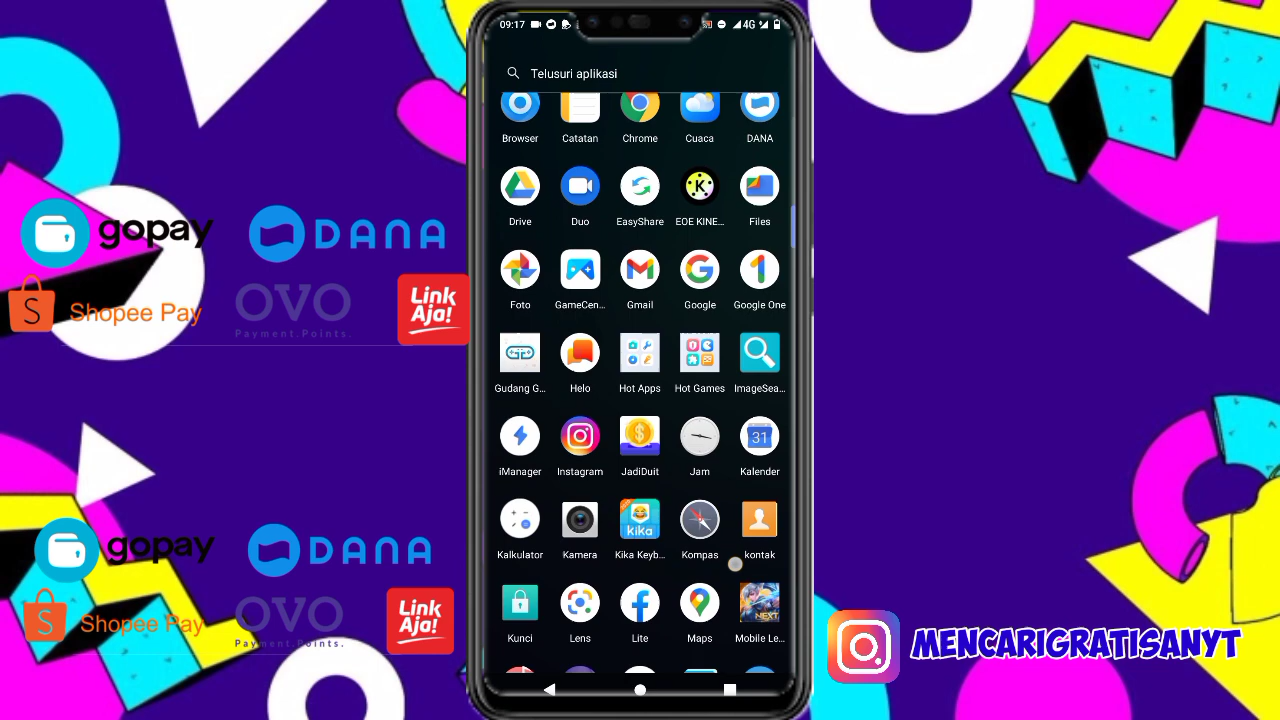 09:17
4G
Telusuri aplikasi
Browser Catatan Chrome Cuaca DANA
Drive Duo EasyShare EOE KINE... Files
Foto GameCen... Gmail Google Google One
Gudang G... Helo Hot Apps Hot Games ImageSea...
31
iManager Instagram JadiDuit Jam Kalender
kika
Kalkulator Kamera Kika Keyb... Kompas kontak
NEXT
Kunci Lens Lite Maps Mobile Le...
gopay DANA
Shopee Pay OVO Link Aja!
Payment.Points.
gopay DANA
Shopee Pay OVO Link Aja!
Payment.Points.
MENCARIGRATISANYT